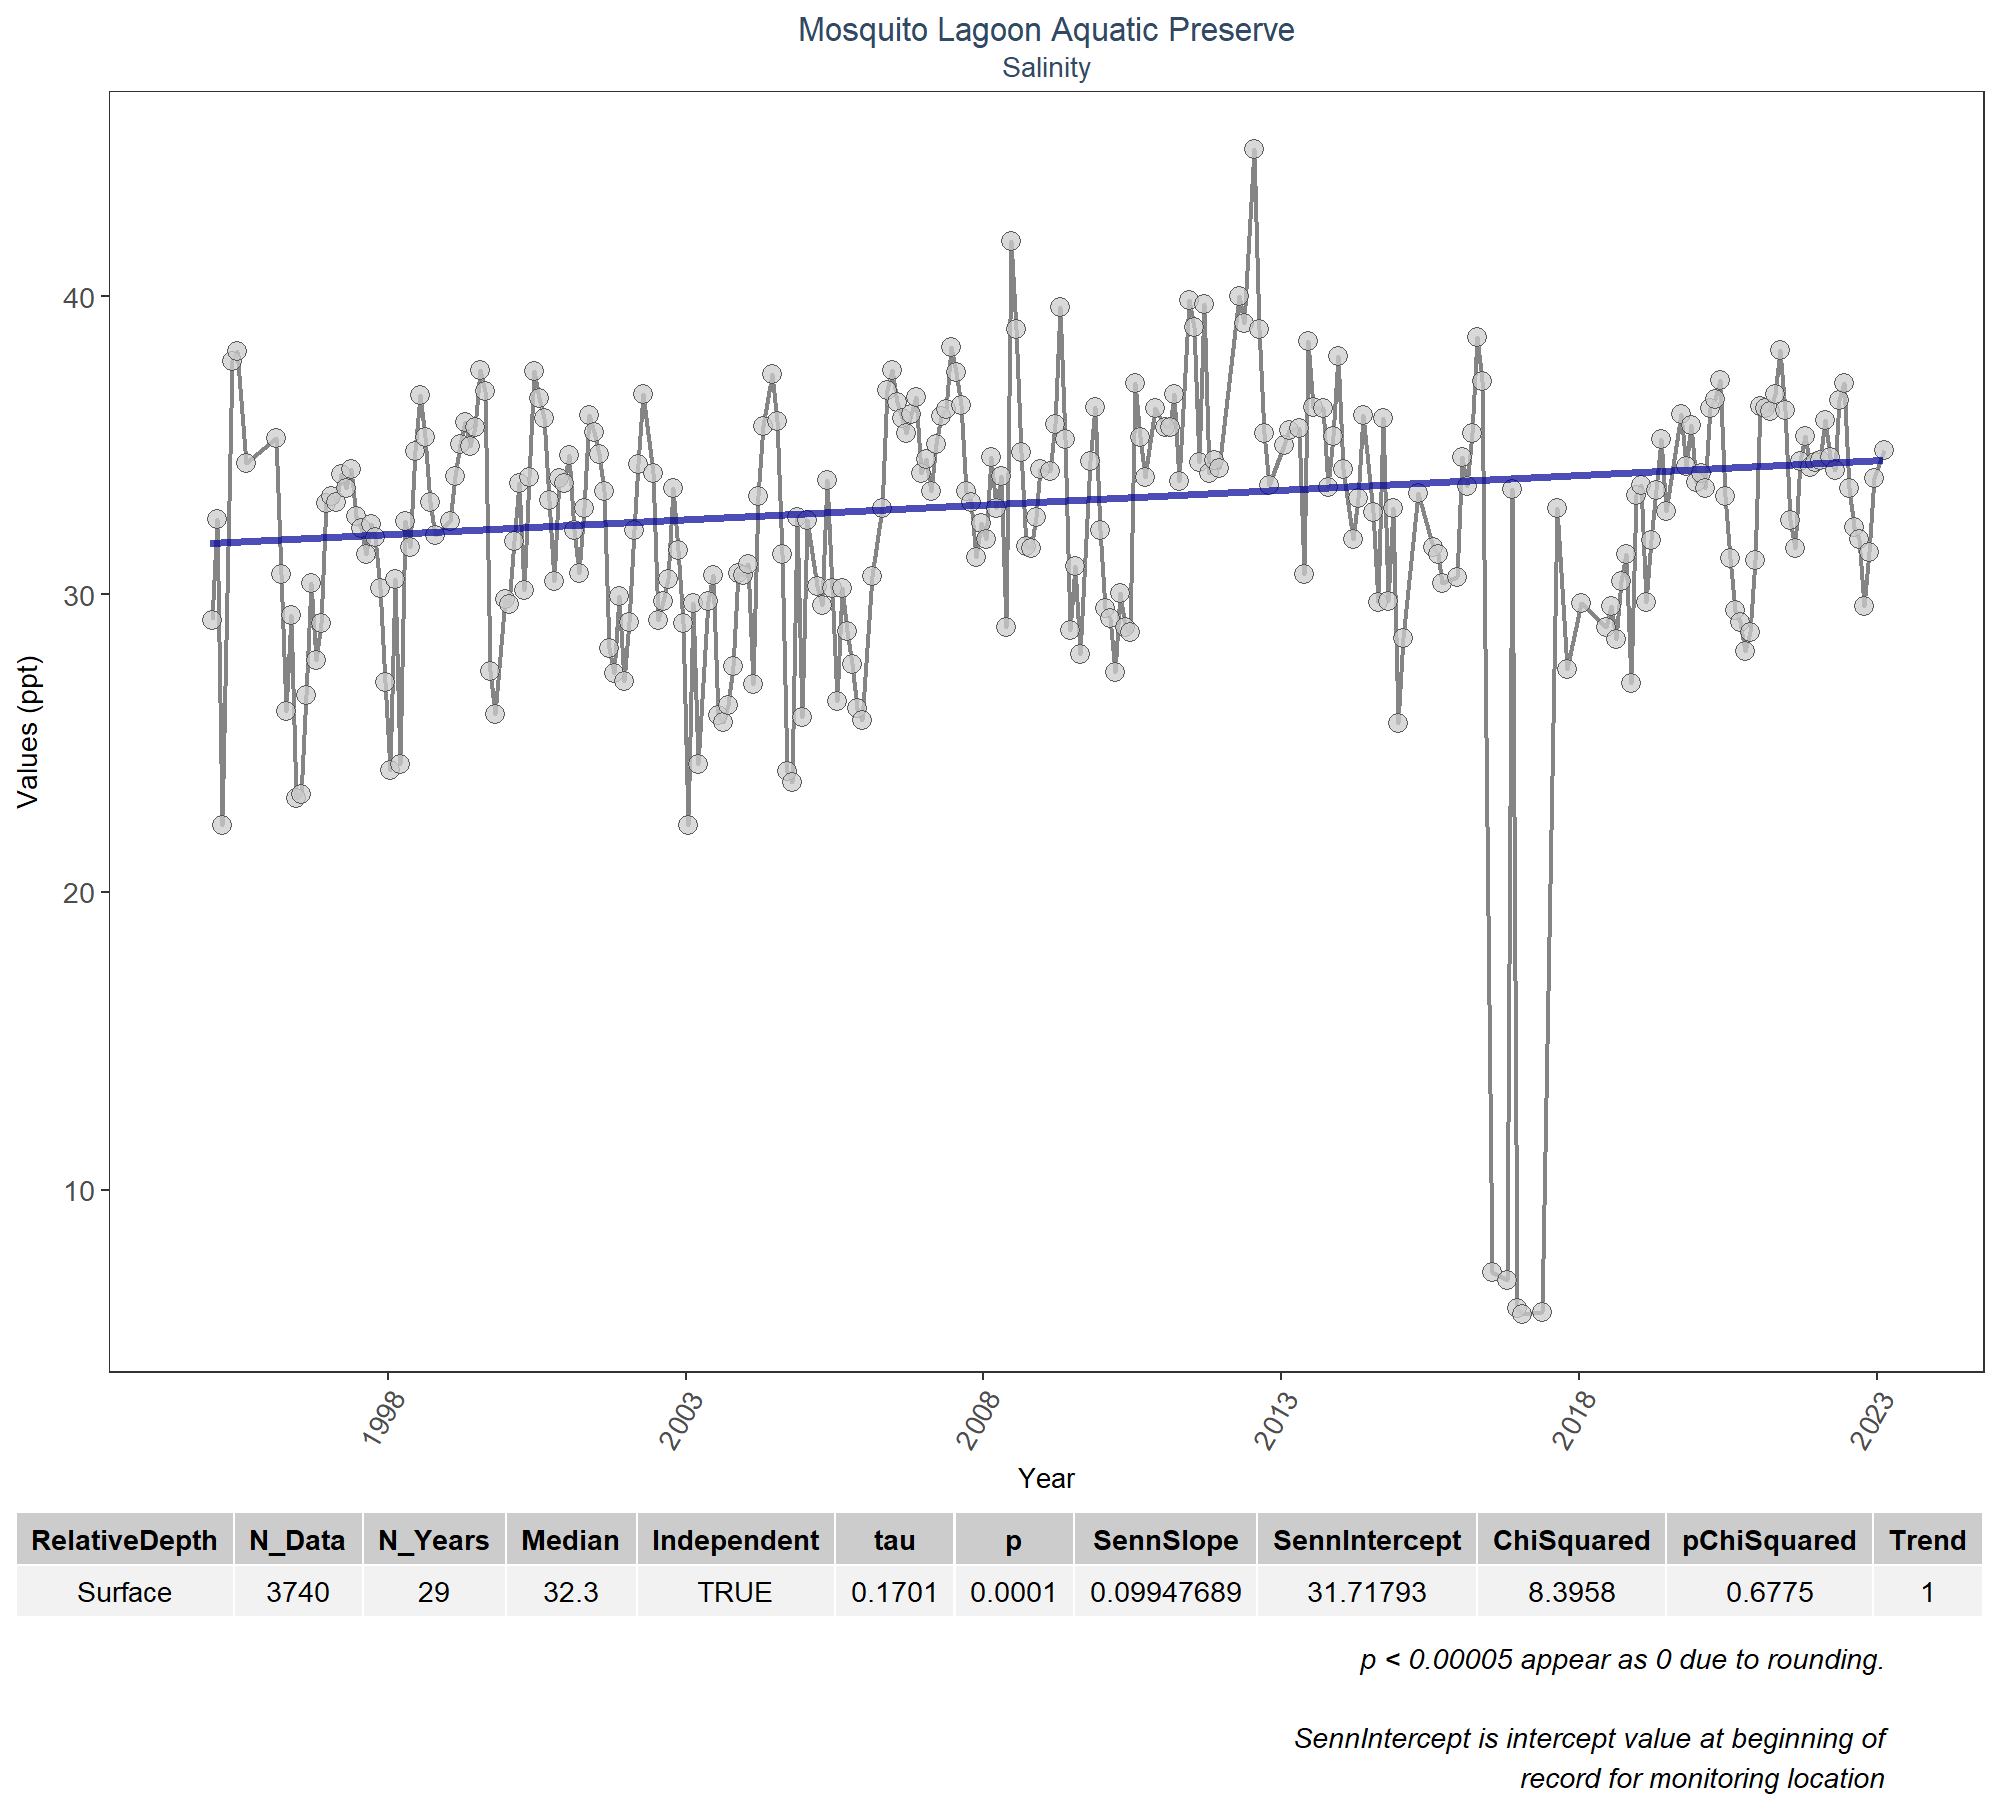 Mosquito Lagoon Aquatic Preserve
Salinity
40
30
20
10
Values (ppt)
1998 2003 2008 2013 2018 2023
Year
RelativeDepth N_Data N_Years Median Independent tau p SennSlope SennIntercept ChiSquared pChiSquared Trend
Surface 3740 29 32.3 TRUE 0.1701 0.0001 0.09947689 31.71793 8.3958 0.6775 1
p < 0.00005 appear as 0 due to rounding.
SennIntercept is intercept value at beginning of
record for monitoring location